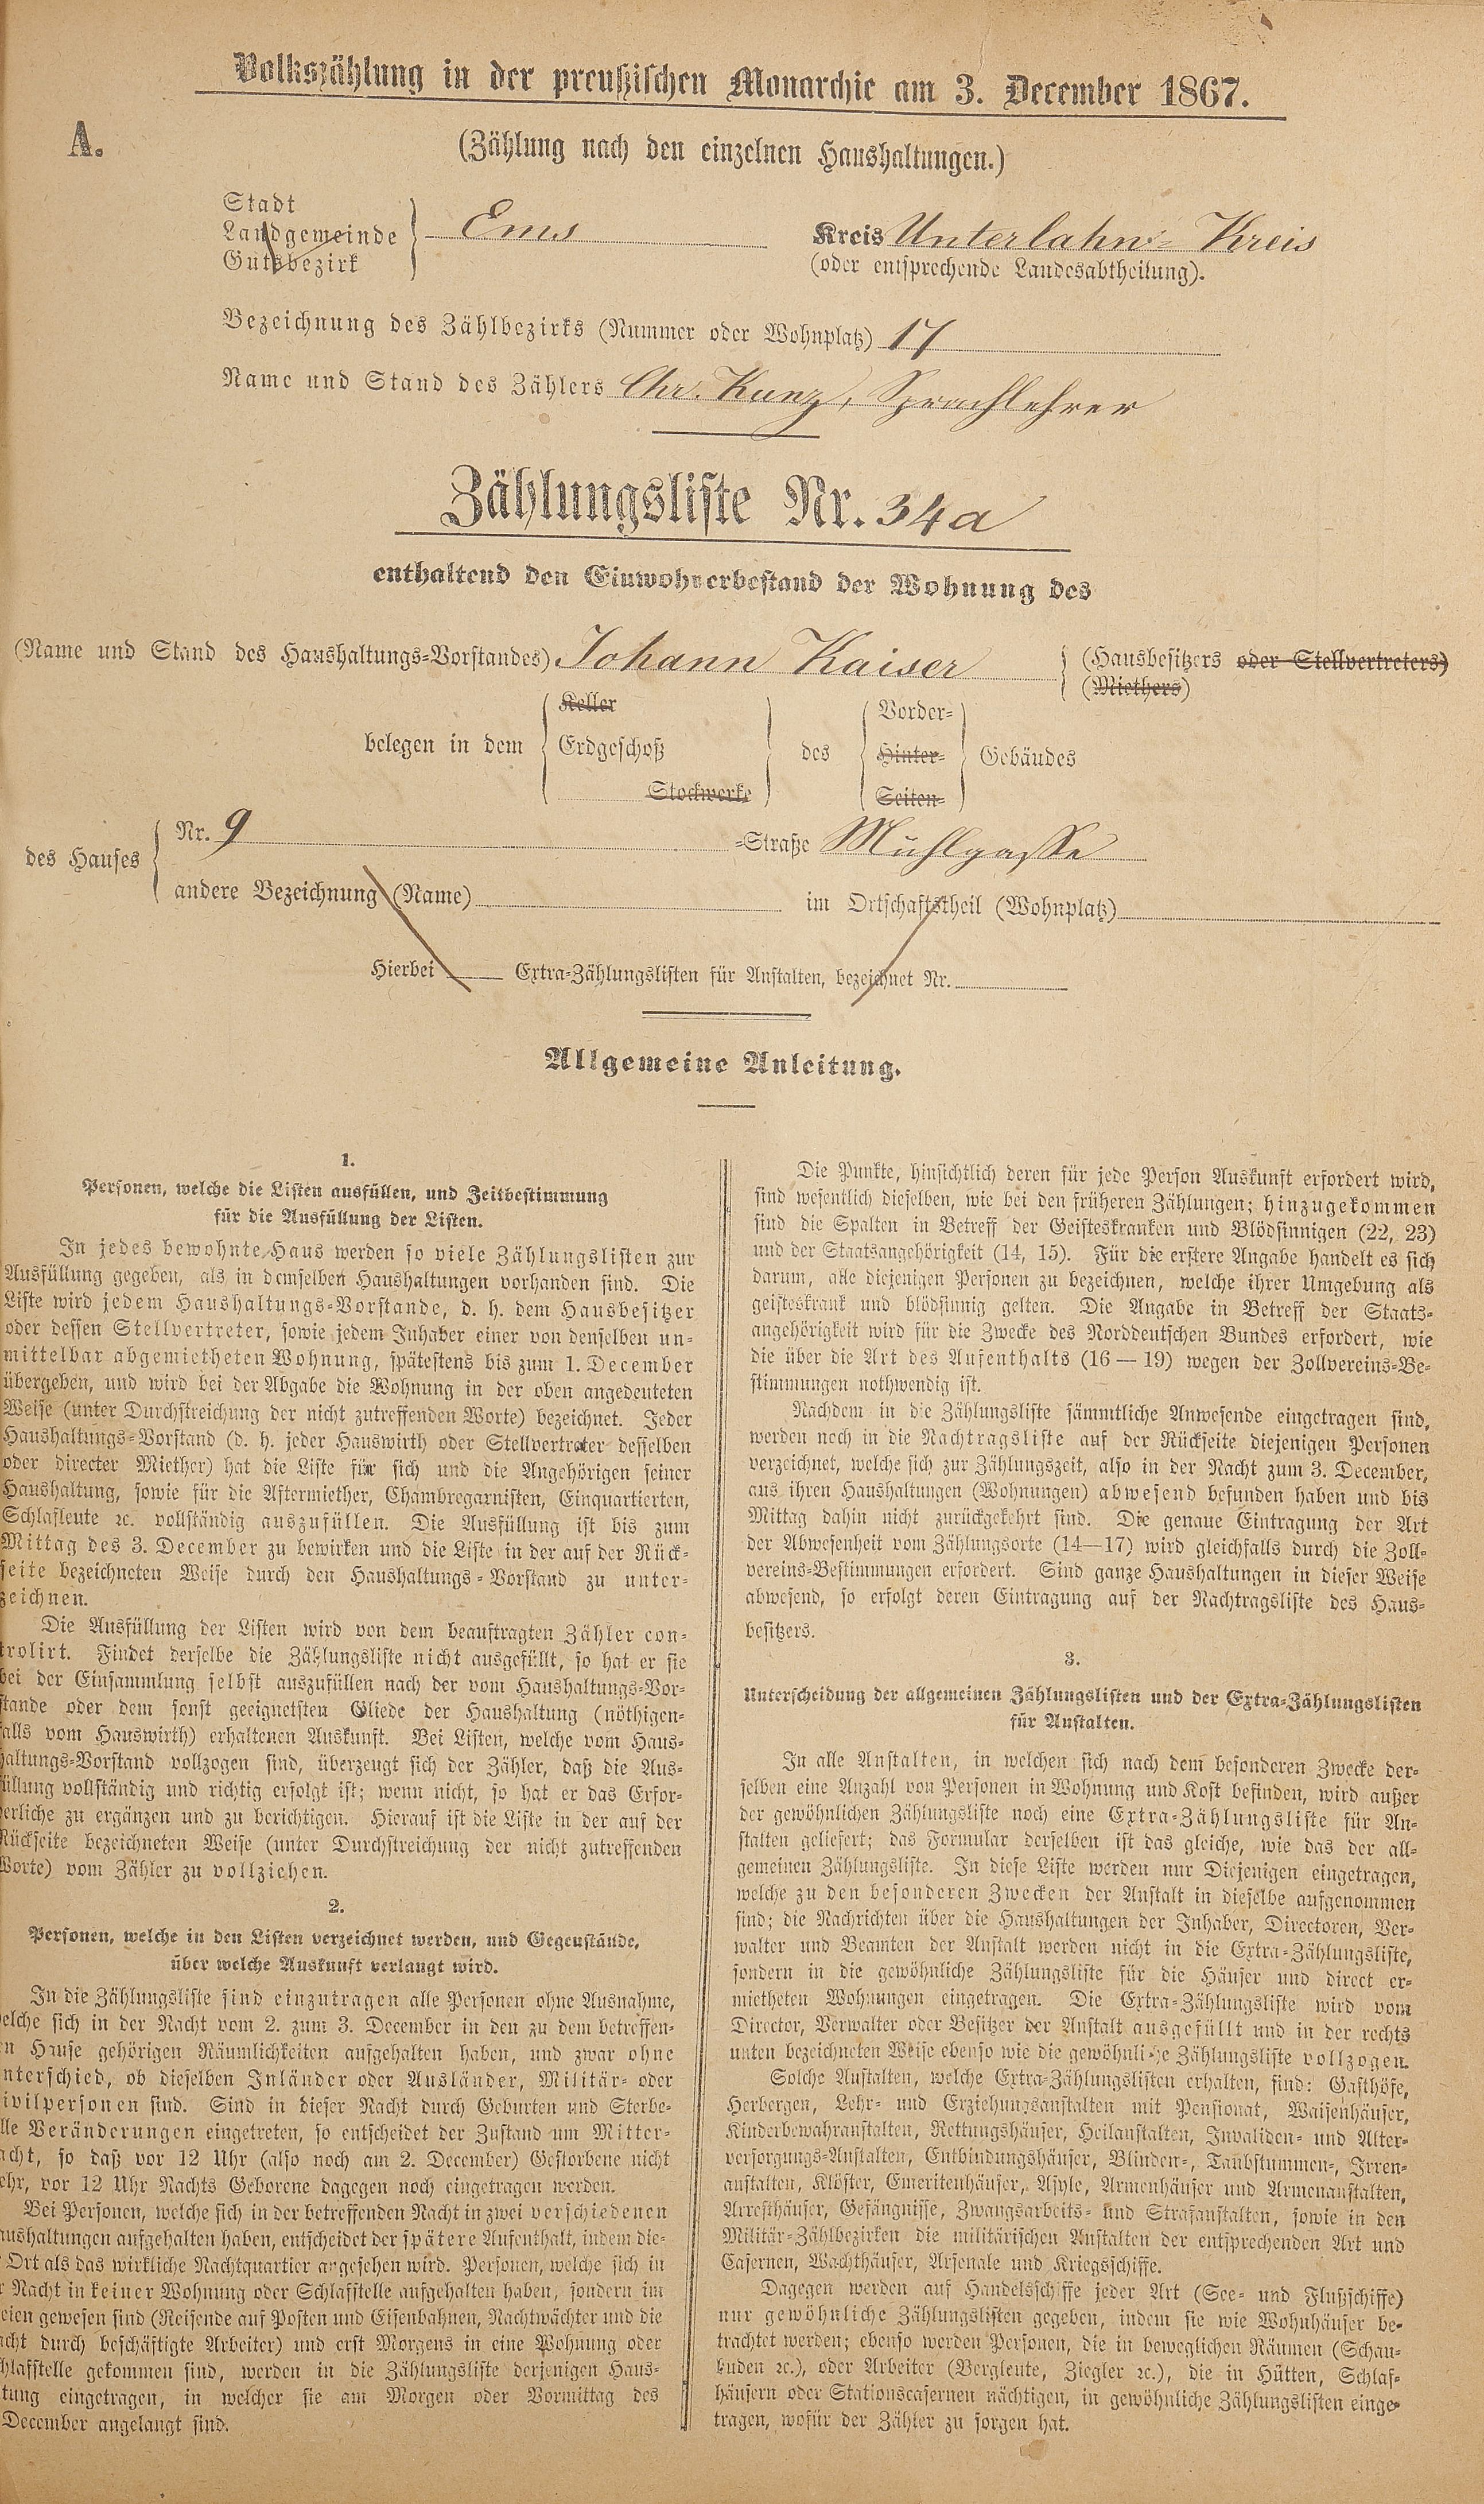 Volkszählung in der preußischen Monarchie am 3. December 1867.
A.
(Zählung nach den einzelnen Haushaltungen.)
Stadt
Landgemeinde
Gutsbezirk
Ems
Kreis Unterlahn-Kreis
(oder entsprechende Landesabtheilung).
Bezeichnung des Zählbezirks (Nummer oder Wohnplatz) 17
Name und Stand des Zählers Chr. Kunz, Sprachlehrer
Zählungsliste Nr. 34a
enthaltend den Einwohnerbestand der Wohnung des
(Name und Stand des Haushaltungs-Vorstandes) Johann Kaiser
(Hausbesitzers oder Stellvertreters)
(Miethers)
belegen in dem
Keller
Erdgeschoß
Stockwerke
des
Vorder-
Hinter-
Seiten-
Gebäudes
des Hauses
Nr. 9 -Straße Mühlgasse
andere Bezeichnung (Name) im Ortschaftstheil (Wohnplatz)
Hierbei Extra-Zählungslisten für Anstalten, bezeichnet Nr.
Allgemeine Anleitung.
1.
Personen, welche die Listen ausfüllen, und Zeitbestimmung
für die Ausfüllung der Listen.
In jedes bewohnte Haus werden so viele Zählungslisten zur
Ausfüllung gegeben, als in demselben Haushaltungen vorhanden sind. Die
Liste wird jedem Haushaltungs-Vorstande, d. h. dem Hausbesitzer
oder dessen Stellvertreter, sowie jedem Inhaber einer von denselben un-
mittelbar abgemietheten Wohnung, spätestens bis zum 1. December
übergeben, und wird bei der Abgabe die Wohnung in der oben angedeuteten
Weise (unter Durchstreichung der nicht zutreffenden Worte) bezeichnet. Jeder
Haushaltungs-Vorstand (d. h. jeder Hauswirth oder Stellvertreter desselben
oder directer Miether) hat die Liste für sich und die Angehörigen seiner
Haushaltung, sowie für die Aftermiether, Chambregarnisten, Einquartierten,
Schlafleute ꝛc. vollständig auszufüllen. Die Ausfüllung ist bis zum
Mittag des 3. December zu bewirken und die Liste in der auf der Rück-
seite bezeichneten Weise durch den Haushaltungs-Vorstand zu unter-
zeichnen.
Die Ausfüllung der Listen wird von dem beauftragten Zähler con-
trolirt. Findet derselbe die Zählungsliste nicht ausgefüllt, so hat er sie
bei der Einsammlung selbst auszufüllen nach der vom Haushaltungs-Vor-
stande oder dem sonst geeignetsten Gliede der Haushaltung (nöthigen-
falls vom Hauswirth) erhaltenen Auskunft. Bei Listen, welche vom Haus-
haltungs-Vorstand vollzogen sind, überzeugt sich der Zähler, daß die Aus-
füllung vollständig und richtig erfolgt ist; wenn nicht, so hat er das Erfor-
derliche zu ergänzen und zu berichtigen. Hierauf ist die Liste in der auf der
Rückseite bezeichneten Weise (unter Durchstreichung der nicht zutreffenden
Worte) vom Zähler zu vollziehen.
2.
Personen, welche in den Listen verzeichnet werden, und Gegenstände,
über welche Auskunft verlangt wird.
In die Zählungsliste sind einzutragen alle Personen ohne Ausnahme,
welche sich in der Nacht vom 2. zum 3. December in den zu dem betreffen-
n Hause gehörigen Räumlichkeiten aufgehalten haben, und zwar ohne
nterschied, ob dieselben Inländer oder Ausländer, Militär- oder
ivilpersonen sind. Sind in dieser Nacht durch Geburten und Sterbe-
lle Veränderungen eingetreten, so entscheidet der Zustand um Mitter-
acht, so daß vor 12 Uhr (also noch am 2. December) Gestorbene nicht
ehr, vor 12 Uhr Nachts Geborene dagegen noch eingetragen werden.
Bei Personen, welche sich in der betreffenden Nacht in zwei verschiedenen
aushaltungen aufgehalten haben, entscheidet der spätere Aufenthalt, indem die-
Ort als das wirkliche Nachtquartier angesehen wird. Personen, welche sich in
r Nacht in keiner Wohnung oder Schlafstelle aufgehalten haben, sondern im
eien gewesen sind (Reisende auf Posten und Eisenbahnen, Nachtwächter und die
acht durch beschäftigte Arbeiter) und erst Morgens in eine Wohnung oder
hlafstelle gekommen sind, werden in die Zählungsliste derjenigen Haus-
tung eingetragen, in welcher sie am Morgen oder Vormittag des
December angelangt sind.
Die Punkte, hinsichtlich deren für jede Person Auskunft erfordert wird,
sind wesentlich dieselben, wie bei den früheren Zählungen; hinzugekommen
sind die Spalten in Betreff der Geisteskranken und Blödsinnigen (22, 23)
und der Staatsangehörigkeit (14, 15). Für die erstere Angabe handelt es sich
darum, alle diejenigen Personen zu bezeichnen, welche ihrer Umgebung als
geisteskrank und blödsinnig gelten. Die Angabe in Betreff der Staats-
angehörigkeit wird für die Zwecke des Norddeutschen Bundes erfordert, wie
die über die Art des Aufenthalts (16 — 19) wegen der Zollvereins-Be-
stimmungen nothwendig ist.
Nachdem in die Zählungsliste sämmtliche Anwesende eingetragen sind,
werden noch in die Nachtragsliste auf der Rückseite diejenigen Personen
verzeichnet, welche sich zur Zählungszeit, also in der Nacht zum 3. December,
aus ihren Haushaltungen (Wohnungen) abwesend befunden haben und bis
Mittag dahin nicht zurückgekehrt sind. Die genaue Eintragung der Art
der Abwesenheit vom Zählungsorte (14—17) wird gleichfalls durch die Zoll-
vereins-Bestimmungen erfordert. Sind ganze Haushaltungen in dieser Weise
abwesend, so erfolgt deren Eintragung auf der Nachtragsliste des Haus-
besitzers.
3.
Unterscheidung der allgemeinen Zählungslisten und der Extra-Zählungslisten
für Anstalten.
In alle Anstalten, in welchen sich nach dem besonderen Zwecke der-
selben eine Anzahl von Personen in Wohnung und Kost befinden, wird außer
der gewöhnlichen Zählungsliste noch eine Extra-Zählungsliste für An-
stalten geliefert; das Formular derselben ist das gleiche, wie das der all-
gemeinen Zählungsliste. In diese Liste werden nur Diejenigen eingetragen,
welche zu den besonderen Zwecken der Anstalt in dieselbe aufgenommen
sind; die Nachrichten über die Haushaltungen der Inhaber, Directoren, Ver-
walter und Beamten der Anstalt werden nicht in die Extra-Zählungsliste,
sondern in die gewöhnliche Zählungsliste für die Häuser und direct er-
mietheten Wohnungen eingetragen. Die Extra-Zählungsliste wird vom
Director, Verwalter oder Besitzer der Anstalt ausgefüllt und in der rechts
unten bezeichneten Weise ebenso wie die gewöhnliche Zählungsliste vollzogen.
Solche Anstalten, welche Extra-Zählungslisten erhalten, sind: Gasthöfe,
Herbergen, Lehr- und Erziehungsanstalten mit Pensionat, Waisenhäuser,
Kinderbewahranstalten, Rettungshäuser, Heilanstalten, Invaliden- und Alter-
versorgungs-Anstalten, Entbindungshäuser, Blinden-, Taubstummen-, Irren-
anstalten, Klöster, Emeritenhäuser, Asyle, Armenhäuser und Armenanstalten,
Arresthäuser, Gefängnisse, Zwangsarbeits- und Strafanstalten, sowie in den
Militär-Zählbezirken die militärischen Anstalten der entsprechenden Art und
Casernen, Wachthäuser, Arsenale und Kriegsschiffe.
Dagegen werden auf Handelsschiffe jeder Art (See- und Flußschiffe)
nur gewöhnliche Zählungslisten gegeben, indem sie wie Wohnhäuser be-
trachtet werden; ebenso werden Personen, die in beweglichen Räumen (Schau-
buden ꝛc.), oder Arbeiter (Bergleute, Ziegler ꝛc.), die in Hütten, Schlaf-
häusern oder Stationscasernen nächtigen, in gewöhnliche Zählungslisten einge-
tragen, wofür der Zähler zu sorgen hat.